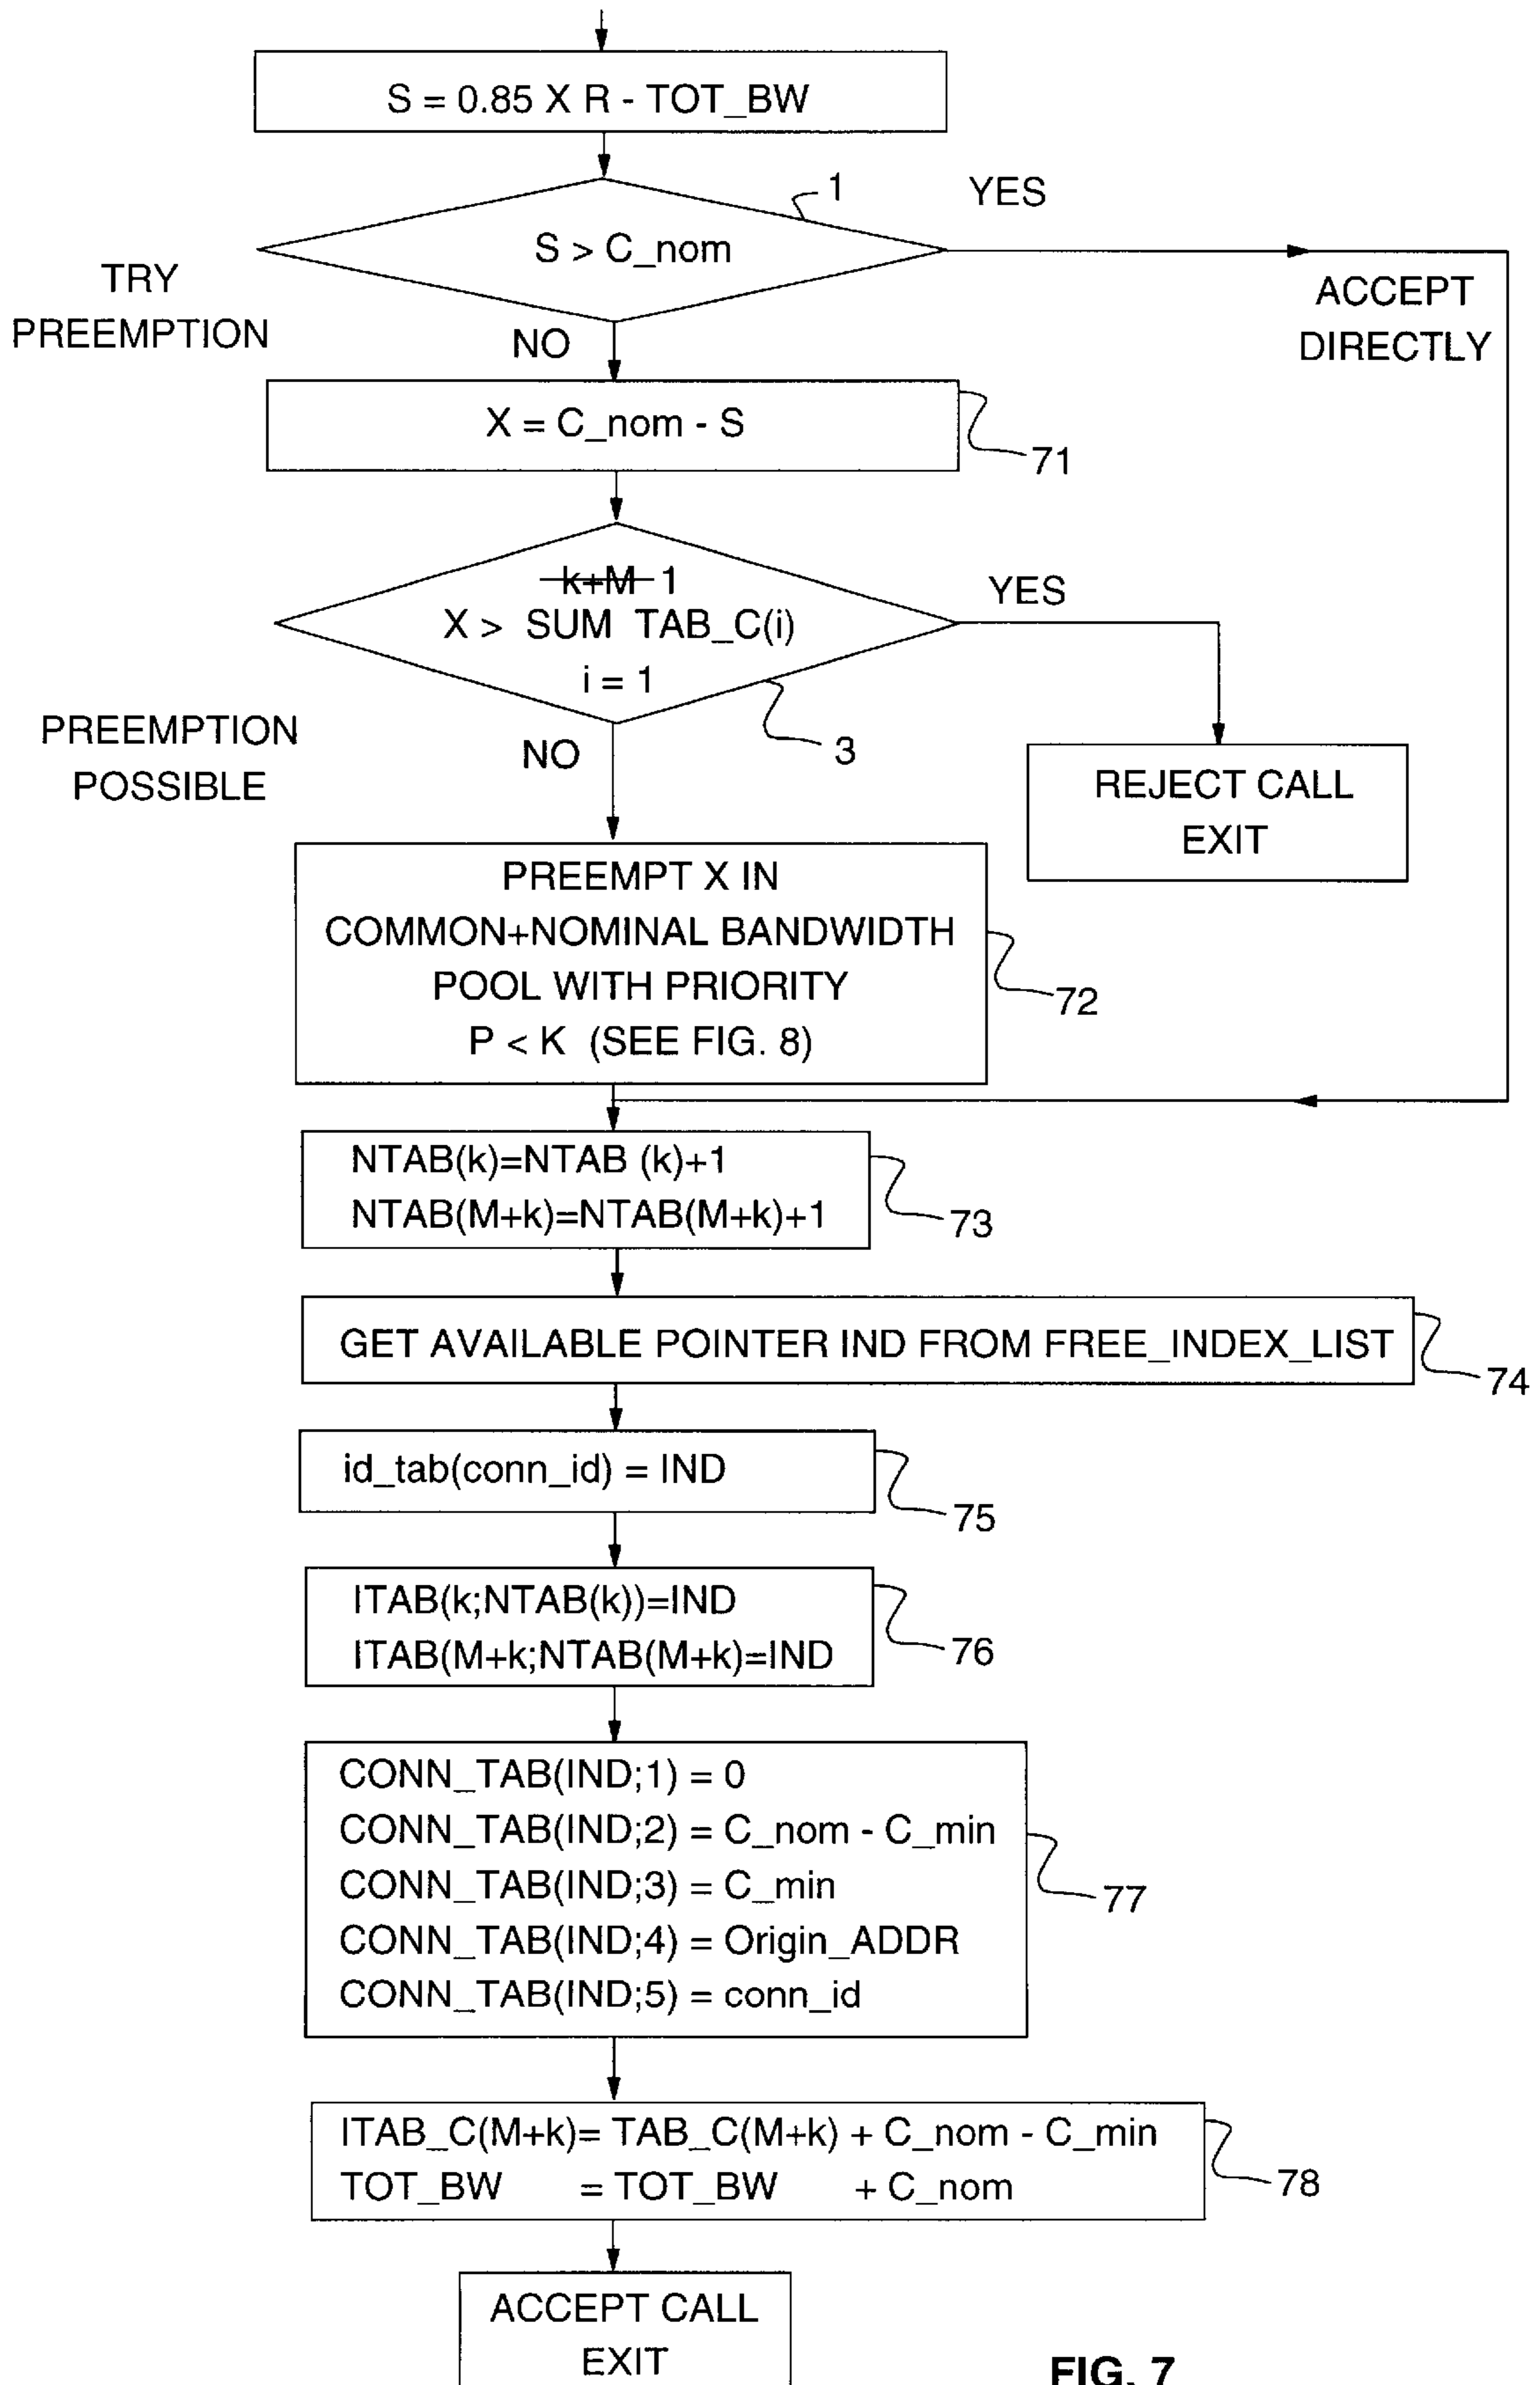 S = 0.85 X R - TOT_BW
1
YES
S > C_nom
TRY
PREEMPTION
ACCEPT
DIRECTLY
NO
X = C_nom - S
71
k+M-1
X > SUM TAB_C(i)
i = 1
YES
3
PREEMPTION
POSSIBLE
NO
REJECT CALL
EXIT
PREEMPT X IN
COMMON+NOMINAL BANDWIDTH
POOL WITH PRIORITY
P < K (SEE FIG. 8)
72
NTAB(k)=NTAB (k)+1
NTAB(M+k)=NTAB(M+k)+1
73
GET AVAILABLE POINTER IND FROM FREE_INDEX_LIST
74
id_tab(conn_id) = IND
75
ITAB(k;NTAB(k))=IND
ITAB(M+k;NTAB(M+k)=IND
76
CONN_TAB(IND;1) = 0
CONN_TAB(IND;2) = C_nom - C_min
CONN_TAB(IND;3) = C_min
CONN_TAB(IND;4) = Origin_ADDR
CONN_TAB(IND;5) = conn_id
77
ITAB_C(M+k)= TAB_C(M+k) + C_nom - C_min
TOT_BW = TOT_BW + C_nom
78
ACCEPT CALL
EXIT
FIG. 7